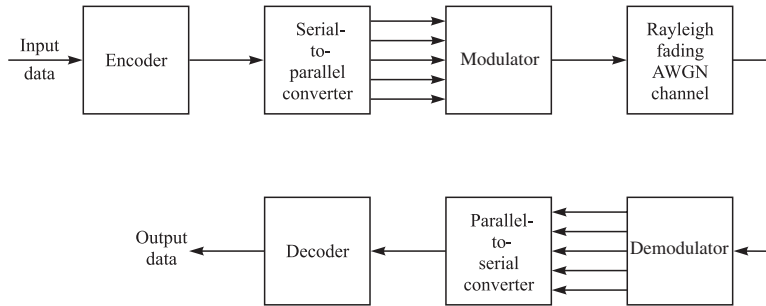 Input
data
Encoder
Serial-
to-
parallel
converter
Modulator
Rayleigh
fading
AWGN
channel
Output
data
Decoder
Parallel-
to-
serial
converter
Demodulator